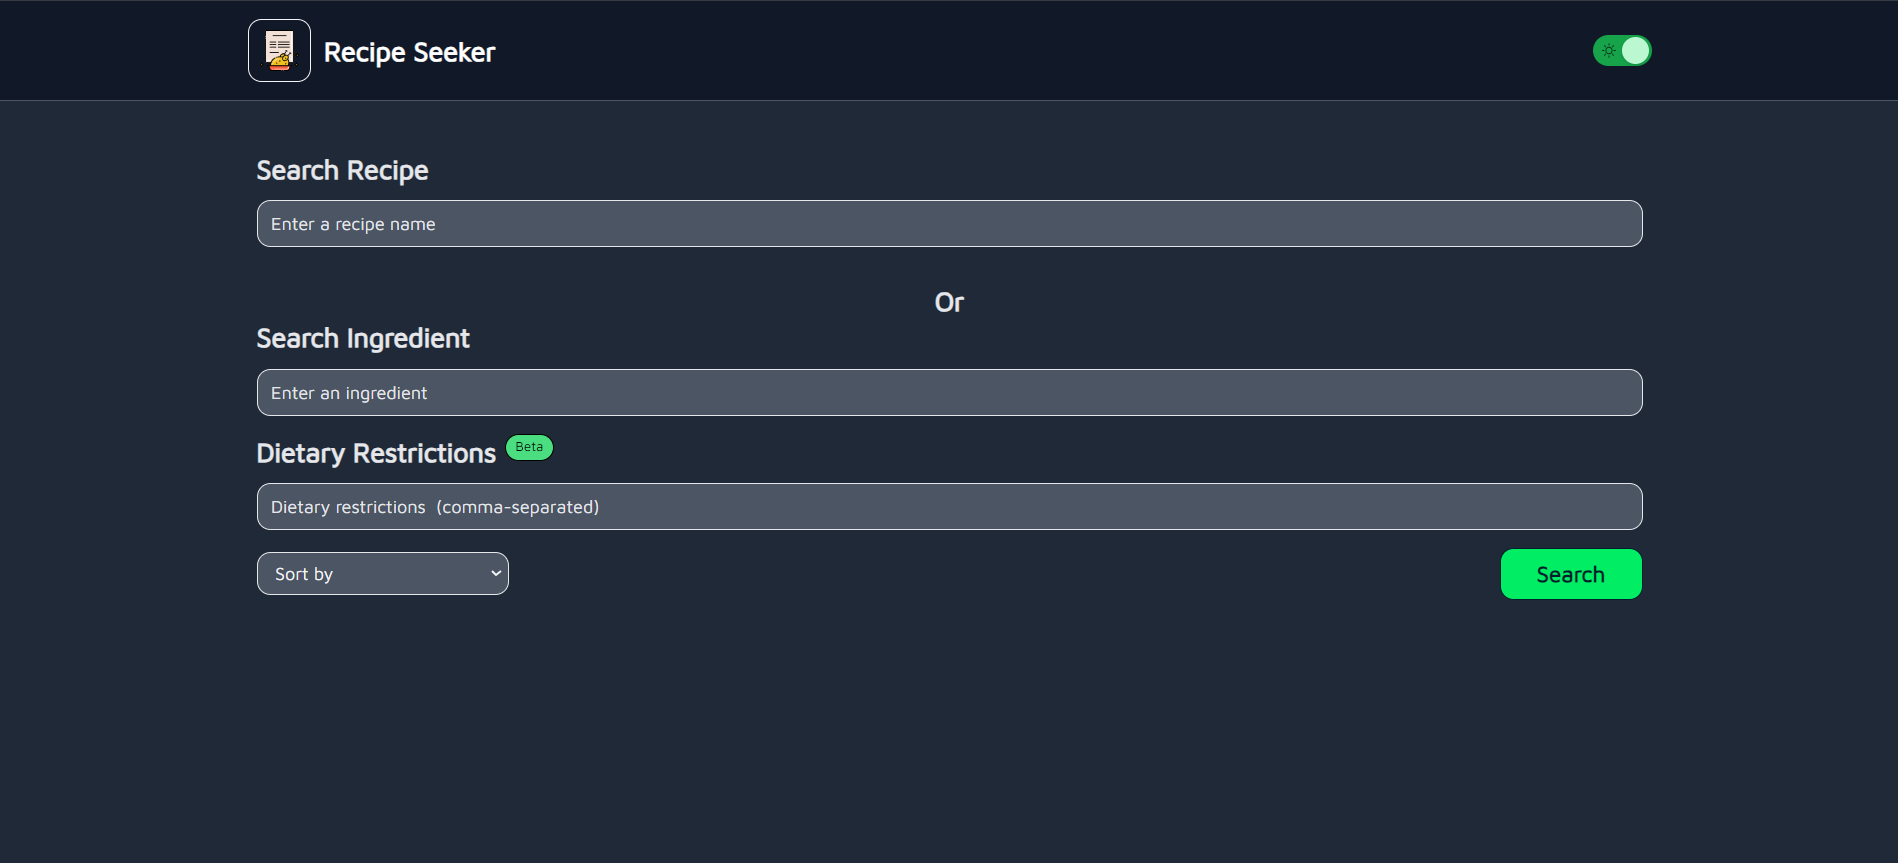 Recipe Seeker
Search Recipe
Enter a recipe name
Or
Search Ingredient
Enter an ingredient
Dietary Restrictions Beta
Dietary restrictions (comma-separated)
Sort by
Search